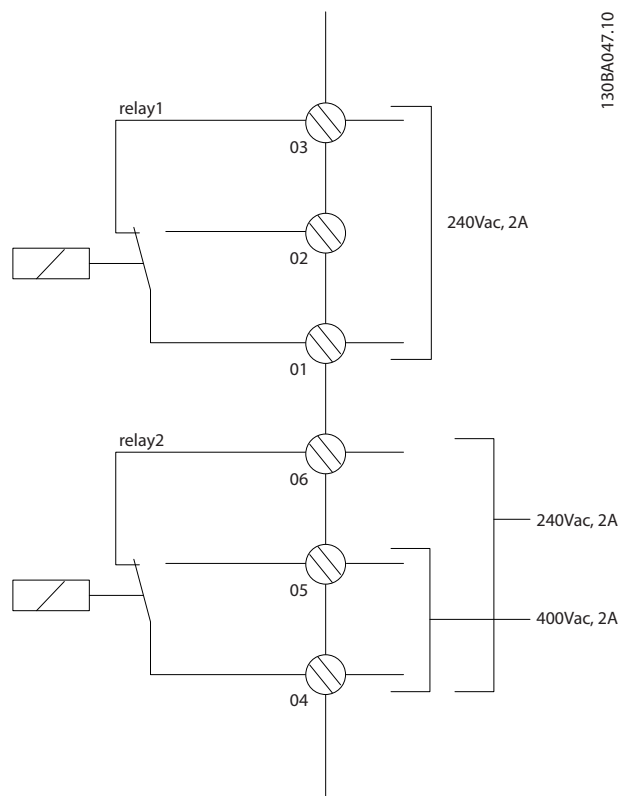 130BA047.10
relay1
03
02
240Vac, 2A
01
relay2
06
240Vac, 2A
05
400Vac, 2A
04